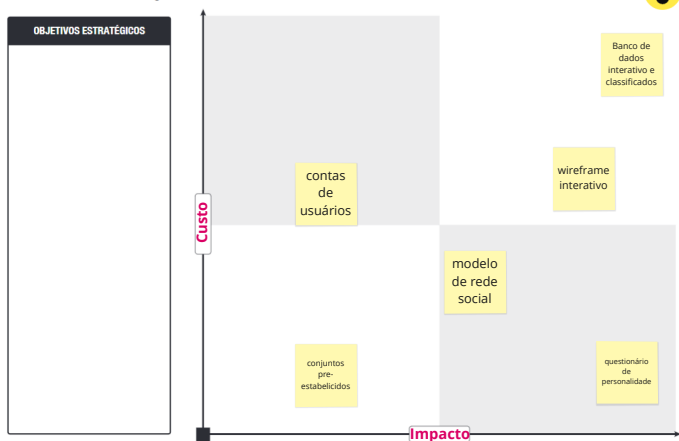 OBJETIVOS ESTRATÉGICOS
Banco de
dados
interativo e
classificados
wireframe
interativo
contas
de
usuários
Custo
modelo
de rede
social
conjuntos
pre-
estabelicidos
questionário
de
personalidade
Impacto